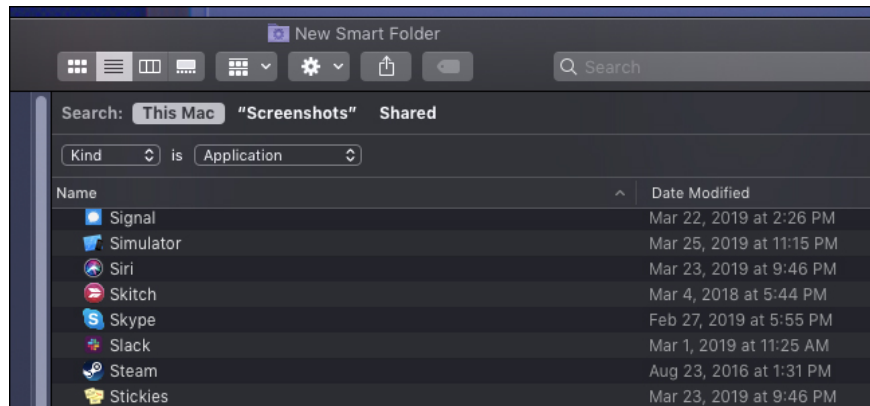 New Smart Folder
Search
Search: This Mac "Screenshots" Shared
Kind is Application
Name Date Modified
Signal Mar 22, 2019 at 2:26 PM
Simulator Mar 25, 2019 at 11:15 PM
Siri Mar 23, 2019 at 9:46 PM
Skitch Mar 4, 2018 at 5:44 PM
Skype Feb 27, 2019 at 5:55 PM
Slack Mar 1, 2019 at 11:25 AM
Steam Aug 23, 2016 at 1:31 PM
Stickies Mar 23, 2019 at 9:46 PM